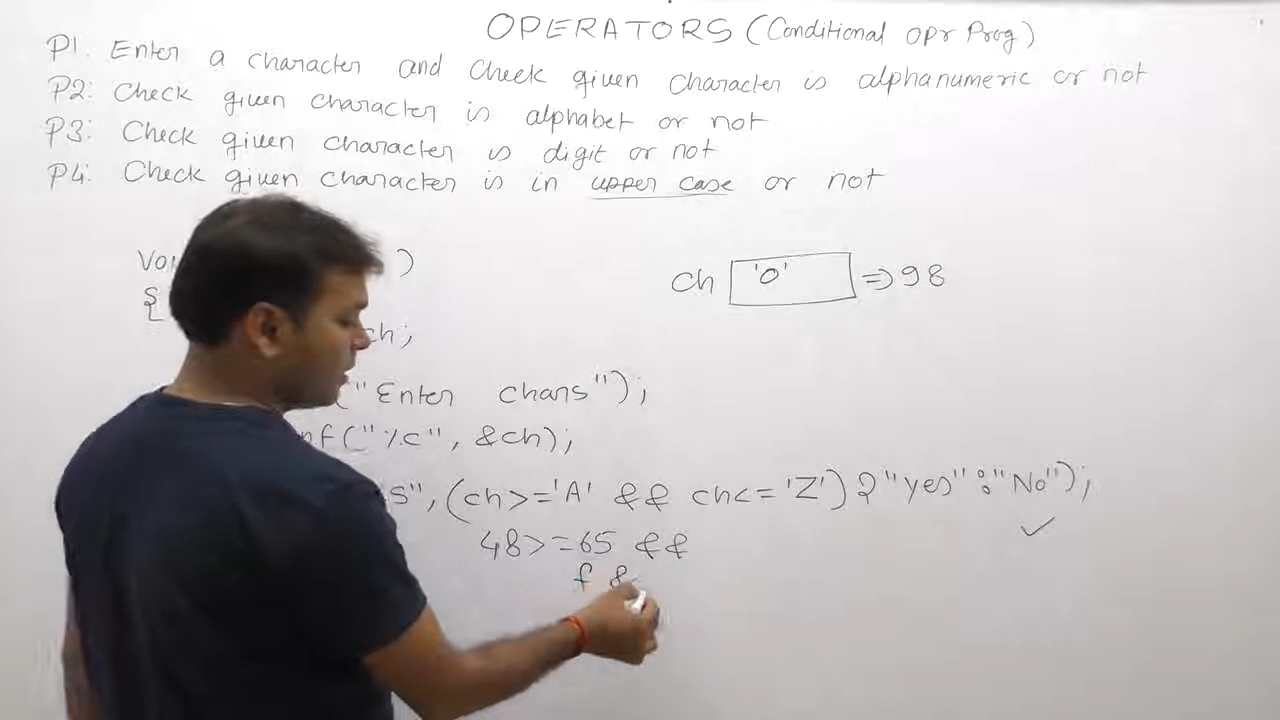 OPERATORS (Conditional opr Prog)
P1. Enter a character and check given character is alphanumeric or not
P2: Check given character is alphabet or not
P3: Check given character is digit or not
P4: Check given character is in upper case or not
)
{
ch '0' => 98
ch;
("Enter chars");
nf("%c", &ch);
s", (ch>='A' && ch<='Z') ? "Yes" : "No");
48>=65 &&
f &